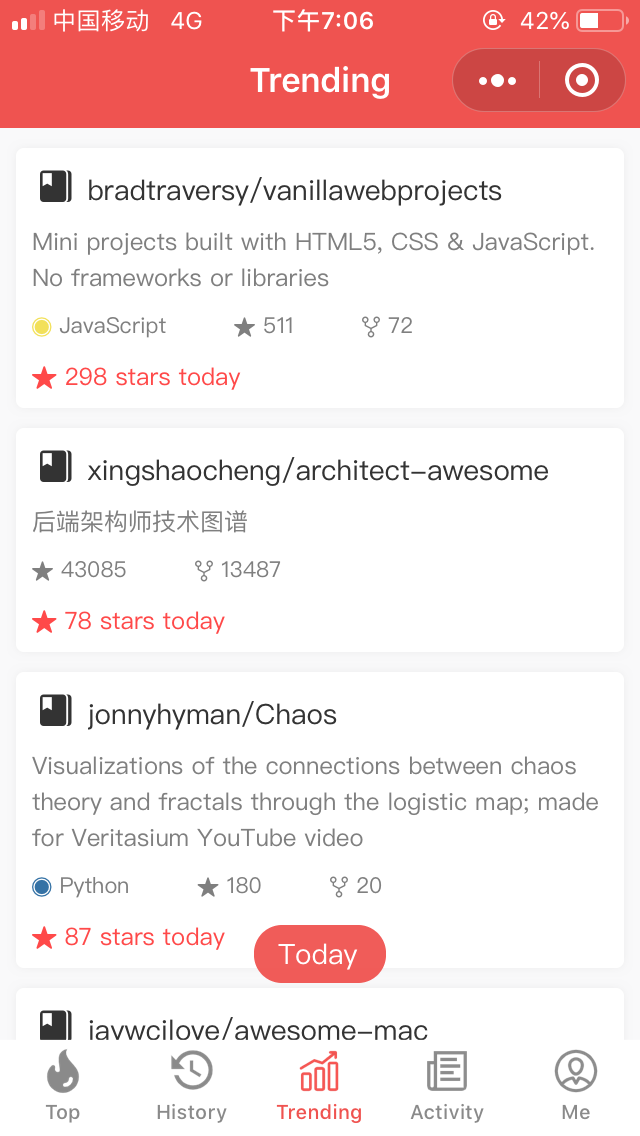 中国移动 4G 下午7:06 42%
Trending
bradtraversy/vanillawebprojects
Mini projects built with HTML5, CSS & JavaScript.
No frameworks or libraries
JavaScript 511 72
298 stars today
xingshaocheng/architect-awesome
后端架构师技术图谱
43085 13487
78 stars today
jonnyhyman/Chaos
Visualizations of the connections between chaos
theory and fractals through the logistic map; made
for Veritasium YouTube video
Python 180 20
87 stars today
Today
jaywcjlove/awesome-mac
Top History Trending Activity Me